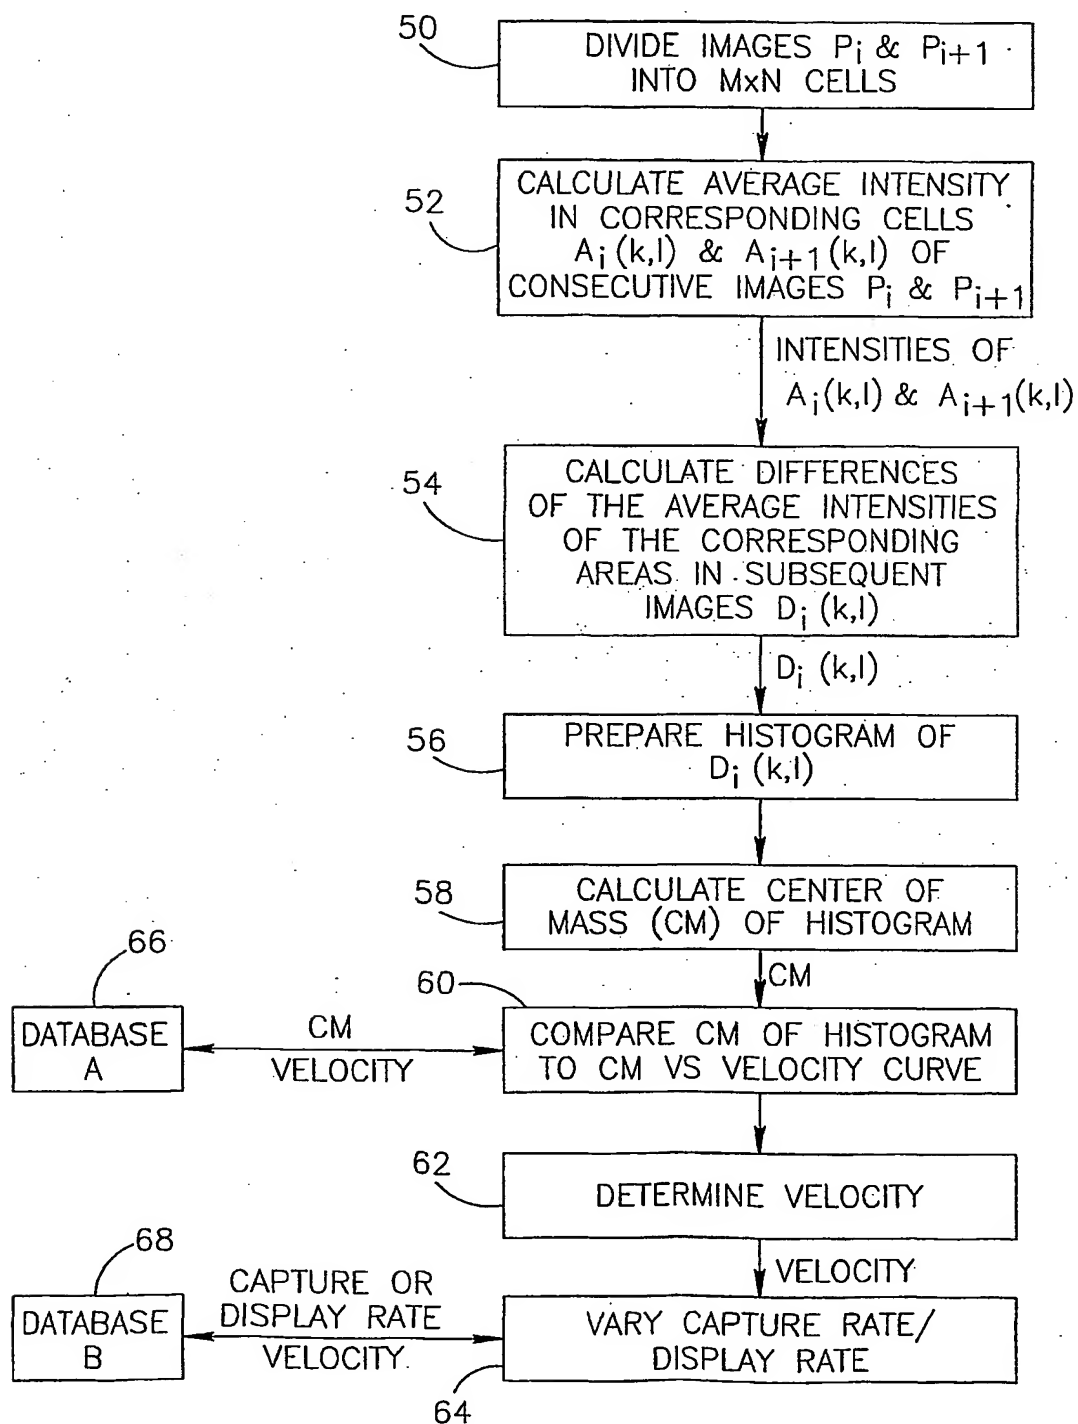 50
DIVIDE IMAGES Pi & Pi+1
INTO MxN CELLS
52
CALCULATE AVERAGE INTENSITY
IN CORRESPONDING CELLS
Ai(k,l) & Ai+1(k,l) OF
CONSECUTIVE IMAGES Pi & Pi+1
INTENSITIES OF
Ai(k,l) & Ai+1(k,l)
54
CALCULATE DIFFERENCES
OF THE AVERAGE INTENSITIES
OF THE CORRESPONDING
AREAS IN SUBSEQUENT
IMAGES Di (k,l)
Di (k,l)
56
PREPARE HISTOGRAM OF
Di (k,l)
58
CALCULATE CENTER OF
MASS (CM) OF HISTOGRAM
CM
66
DATABASE
A
CM
VELOCITY
60
COMPARE CM OF HISTOGRAM
TO CM VS VELOCITY CURVE
62
DETERMINE VELOCITY
VELOCITY
68
DATABASE
B
CAPTURE OR
DISPLAY RATE
VELOCITY
VARY CAPTURE RATE/
DISPLAY RATE
64